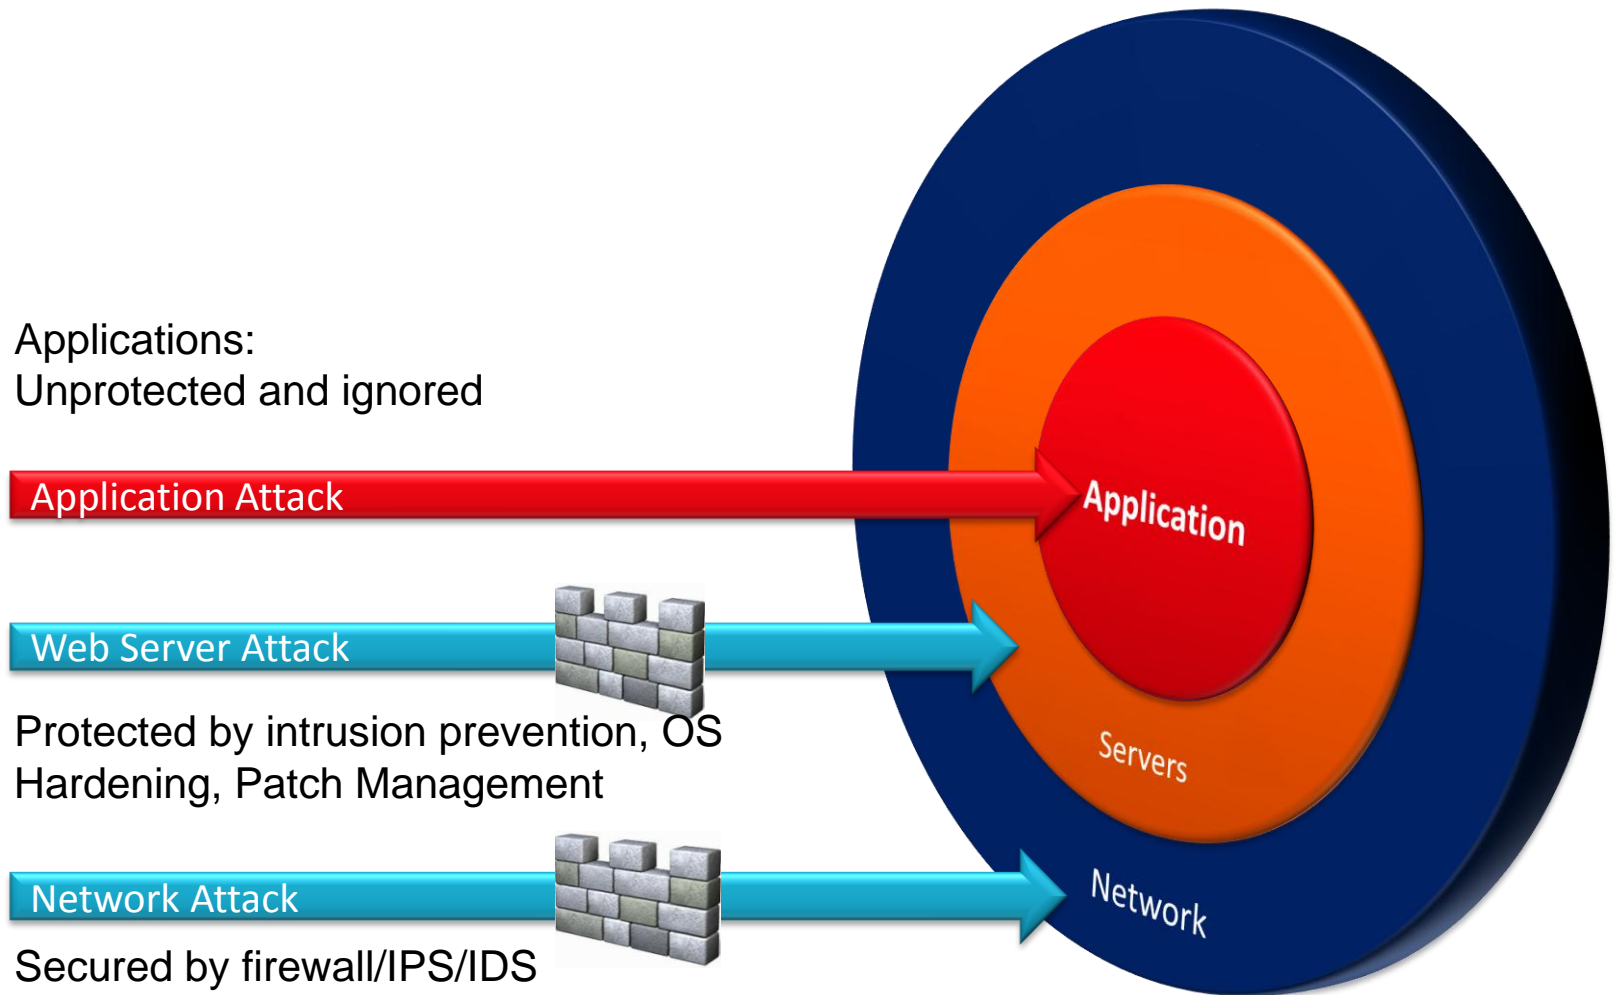 Applications:
Unprotected and ignored
Application Attack
Application
Web Server Attack
Protected by intrusion prevention, OS
Hardening, Patch Management
Servers
Network Attack
Network
Secured by firewall/IPS/IDS